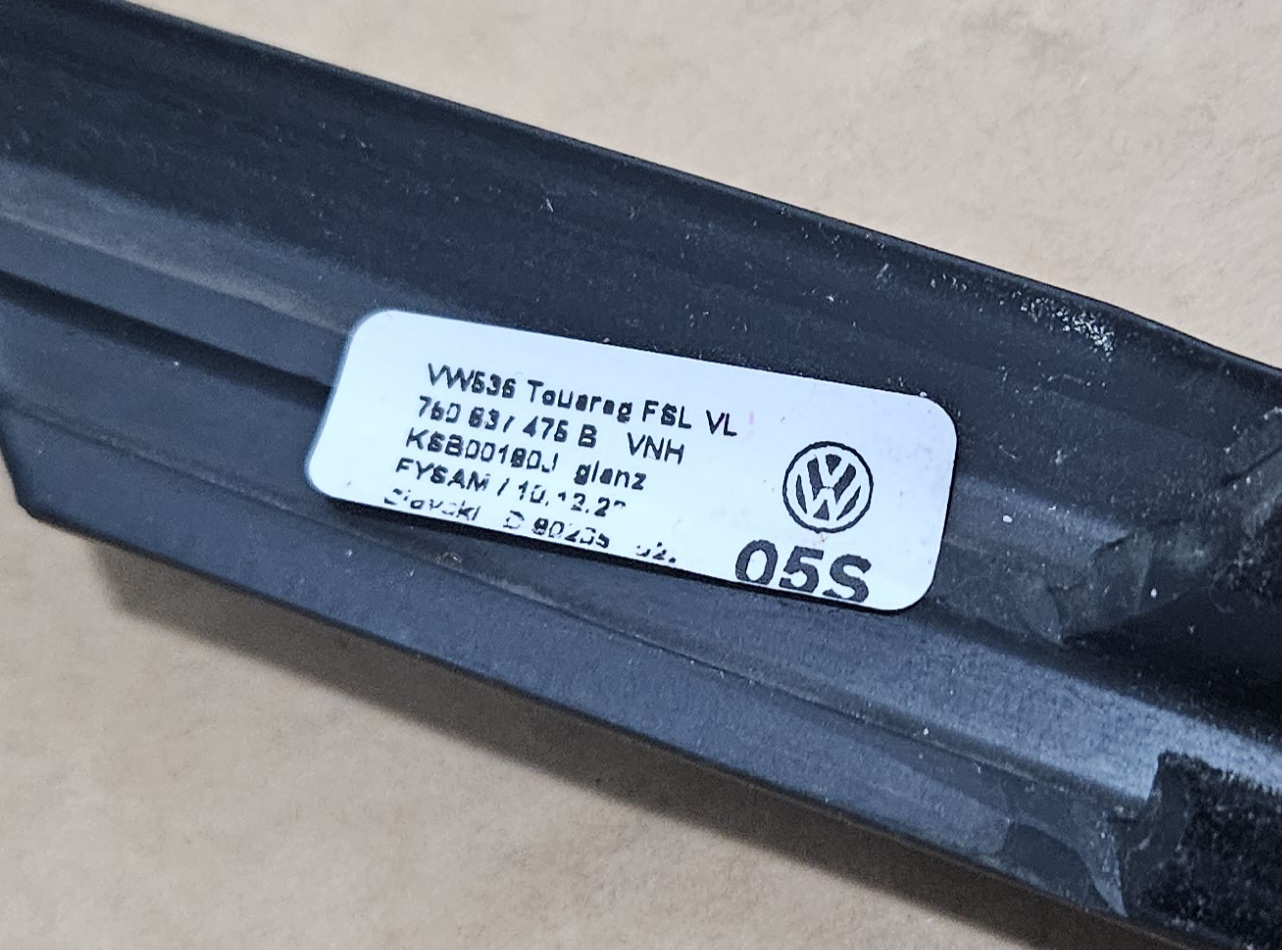 VW536 Touareg FSL VL
760 837 475 B VNH
KSB00180J glanz
FYSAM / 10.12.2
05S